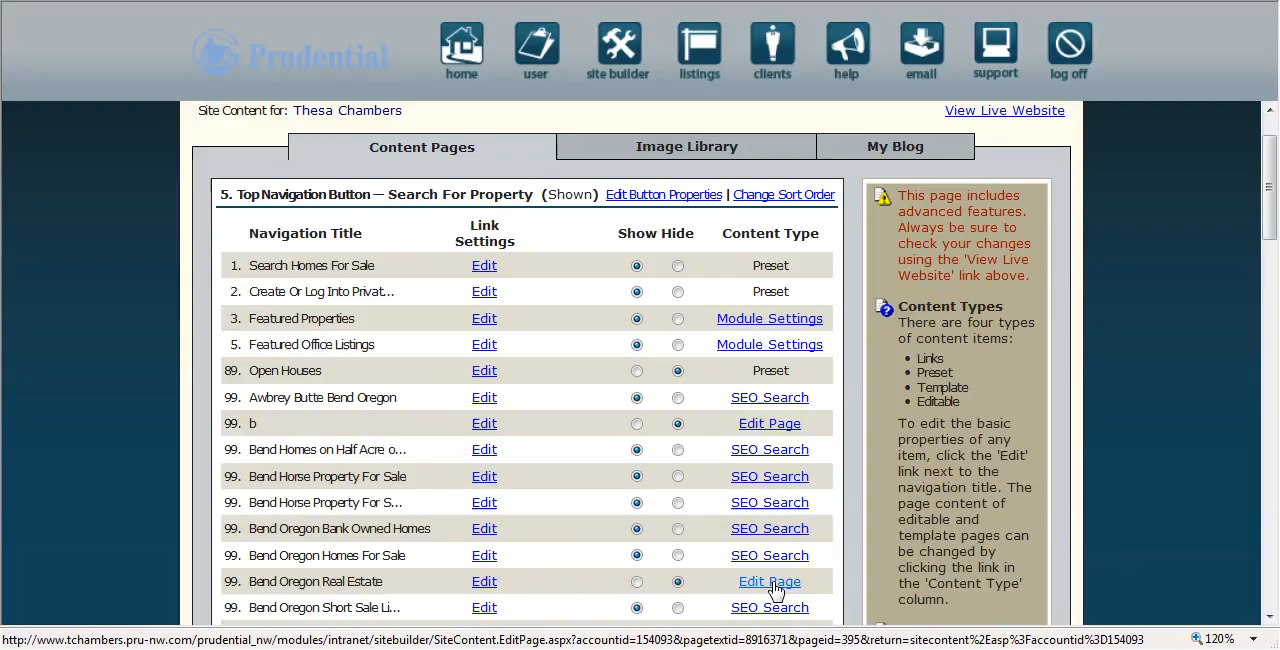 Prudential
home
user
site builder
listings
clients
help
email
support
log off
Site Content for: Thesa Chambers
View Live Website
Content Pages
Image Library
My Blog
5. Top Navigation Button — Search For Property (Shown) Edit Button Properties | Change Sort Order
Navigation Title
Link
Settings
Show Hide
Content Type
1. Search Homes For Sale Edit Preset
2. Create Or Log Into Privat... Edit Preset
3. Featured Properties Edit Module Settings
5. Featured Office Listings Edit Module Settings
89. Open Houses Edit Preset
99. Awbrey Butte Bend Oregon Edit SEO Search
99. b Edit Edit Page
99. Bend Homes on Half Acre o... Edit SEO Search
99. Bend Horse Property For Sale Edit SEO Search
99. Bend Horse Property For S... Edit SEO Search
99. Bend Oregon Bank Owned Homes Edit SEO Search
99. Bend Oregon Homes For Sale Edit SEO Search
99. Bend Oregon Real Estate Edit Edit Page
99. Bend Oregon Short Sale Li... Edit SEO Search
This page includes
advanced features.
Always be sure to
check your changes
using the 'View Live
Website' link above.
Content Types
There are four types
of content items:
• Links
• Preset
• Template
• Editable
To edit the basic
properties of any
item, click the 'Edit'
link next to the
navigation title. The
page content of
editable and
template pages can
be changed by
clicking the link in
the 'Content Type'
column.
http://www.tchambers.pru-nw.com/prudential_nw/modules/intranet/sitebuilder/SiteContent.EditPage.aspx?accountid=154093&pagetextid=8916371&pageid=395&return=sitecontent%2Easp%3Faccountid%3D154093
120%